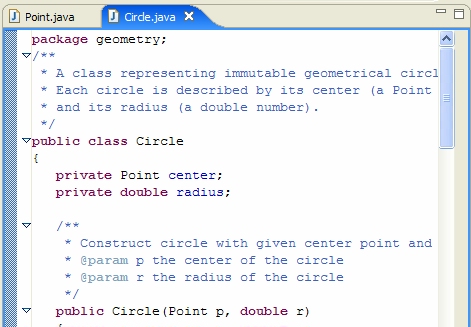 Point.java Circle.java
package geometry;
/**
* A class representing immutable geometrical circl
* Each circle is described by its center (a Point
* and its radius (a double number).
*/
public class Circle
{
private Point center;
private double radius;
/**
* Construct circle with given center point and
* @param p the center of the circle
* @param r the radius of the circle
*/
public Circle(Point p, double r)
{